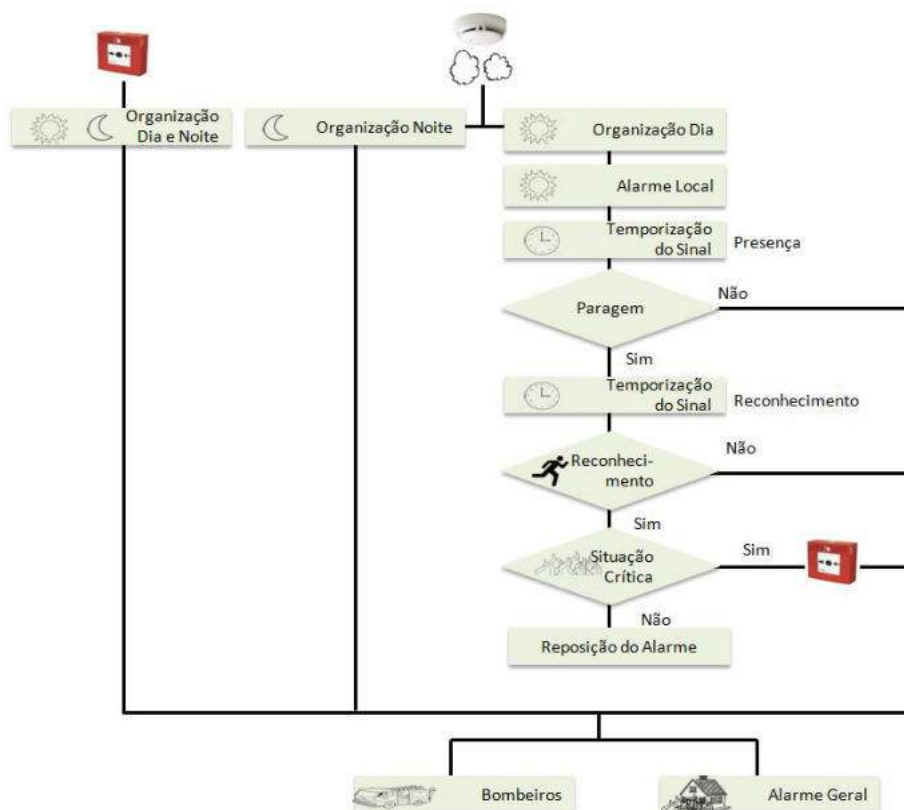 Organização
Dia e Noite
Organização Noite
Organização Dia
Alarme Local
Temporização
do Sinal
Presença
Paragem
Não
Sim
Temporização
do Sinal
Reconhecimento
Reconheci-
mento
Não
Sim
Situação
Crítica
Sim
Não
Reposição do Alarme
Bombeiros
Alarme Geral